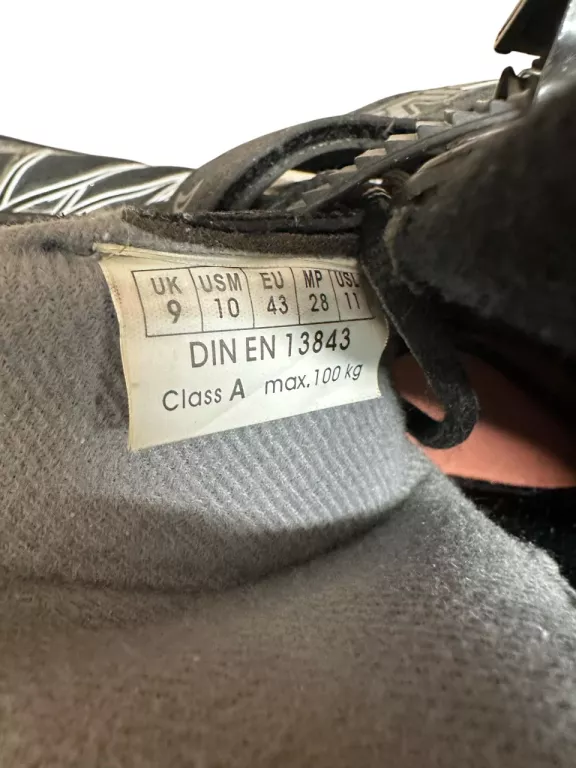 UK USM EU MP USL
9 10 43 28 11
DIN EN 13843
Class A max. 100 kg